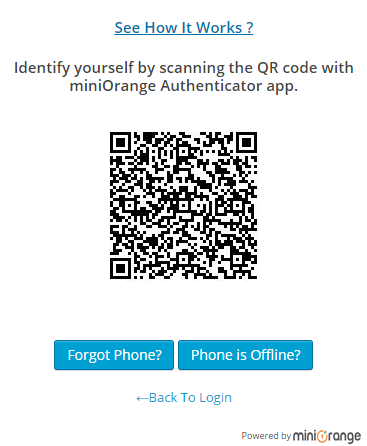 See How It Works ?
Identify yourself by scanning the QR code with
miniOrange Authenticator app.
Forgot Phone?
Phone is Offline?
←Back To Login
Powered by miniOrange